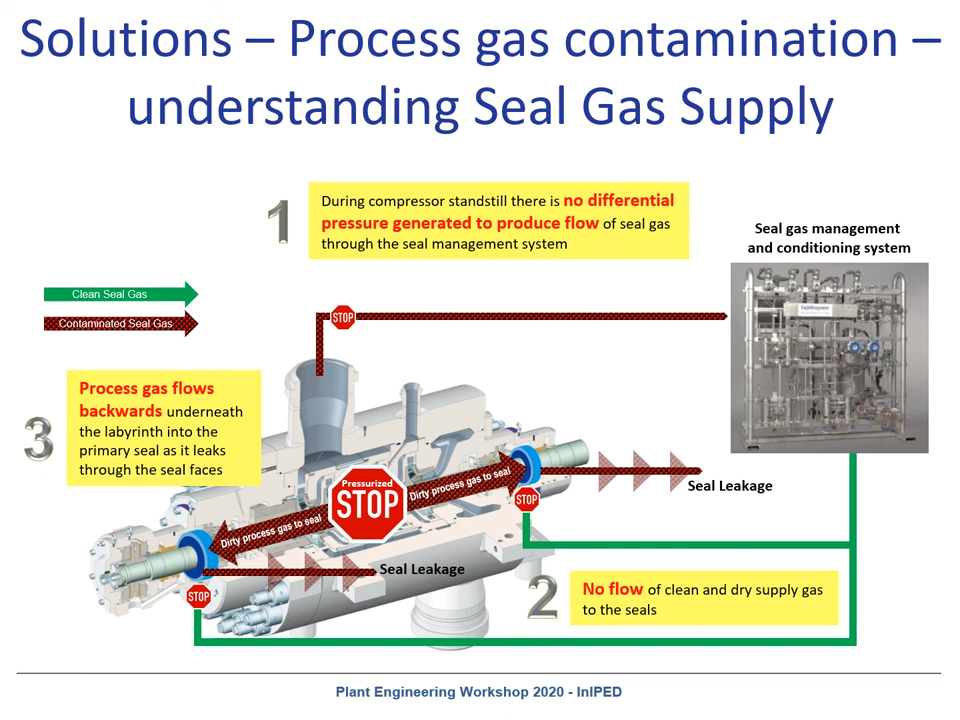 Solutions – Process gas contamination –
understanding Seal Gas Supply
1
During compressor standstill there is no differential
pressure generated to produce flow of seal gas
through the seal management system
Seal gas management
and conditioning system
Clean Seal Gas
Contaminated Seal Gas
STOP
3
Process gas flows
backwards underneath
the labyrinth into the
primary seal as it leaks
through the seal faces
Pressurized
STOP
Dirty process gas to seal
Dirty process gas to seal
STOP
Seal Leakage
Seal Leakage
STOP
2
No flow of clean and dry supply gas
to the seals
Plant Engineering Workshop 2020 - InIPED